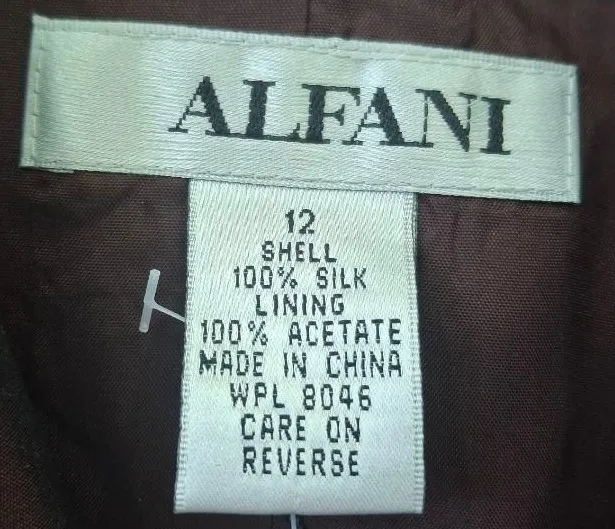 ALFANI
12
SHELL
100% SILK
LINING
100% ACETATE
MADE IN CHINA
WPL 8046
CARE ON
REVERSE